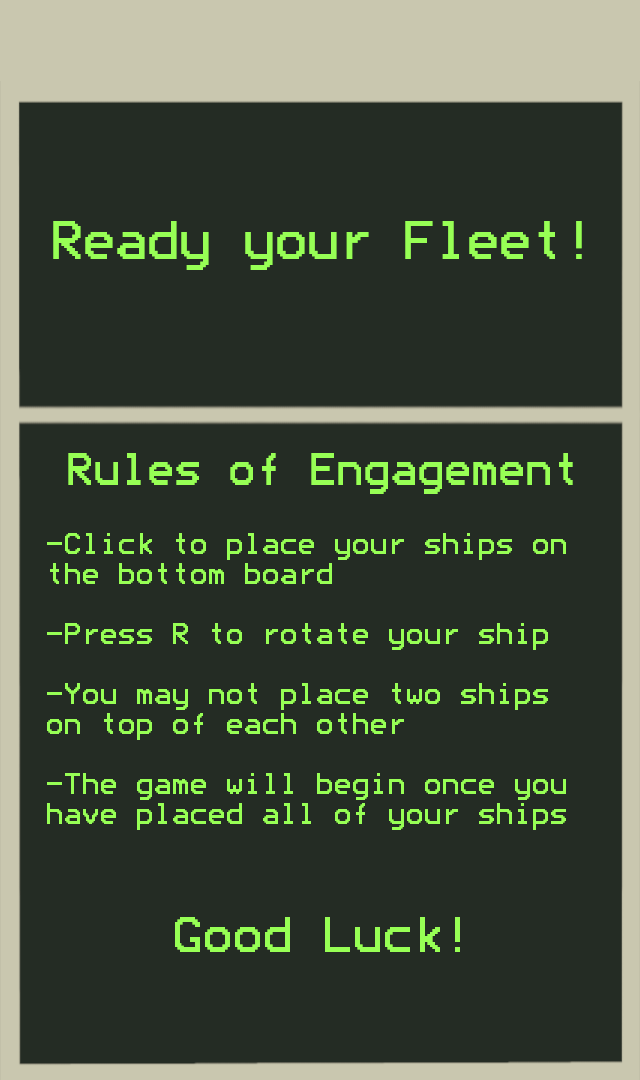 Ready your Fleet!
Rules of Engagement
-Click to place your ships on
the bottom board
-Press R to rotate your ship
-You may not place two ships
on top of each other
-The game will begin once you
have placed all of your ships
Good Luck!